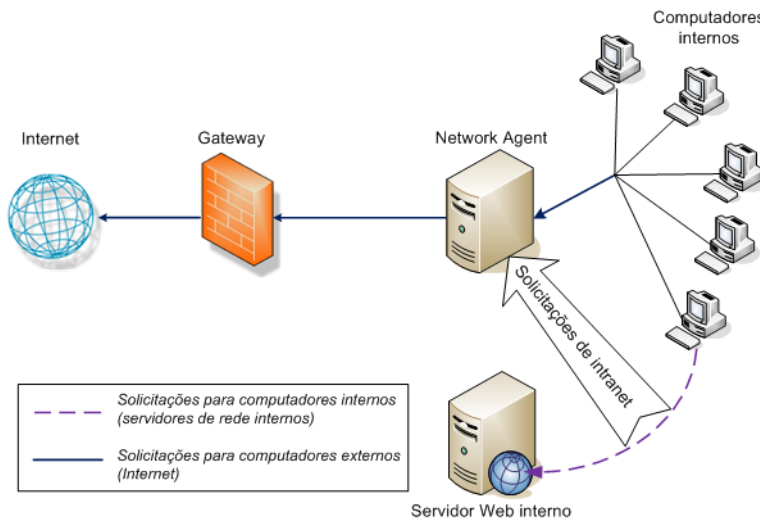 Computadores
internos
Internet
Gateway
Network Agent
Solicitações de intranet
Solicitações para computadores internos
(servidores de rede internos)
Solicitações para computadores externos
(Internet)
Servidor Web interno